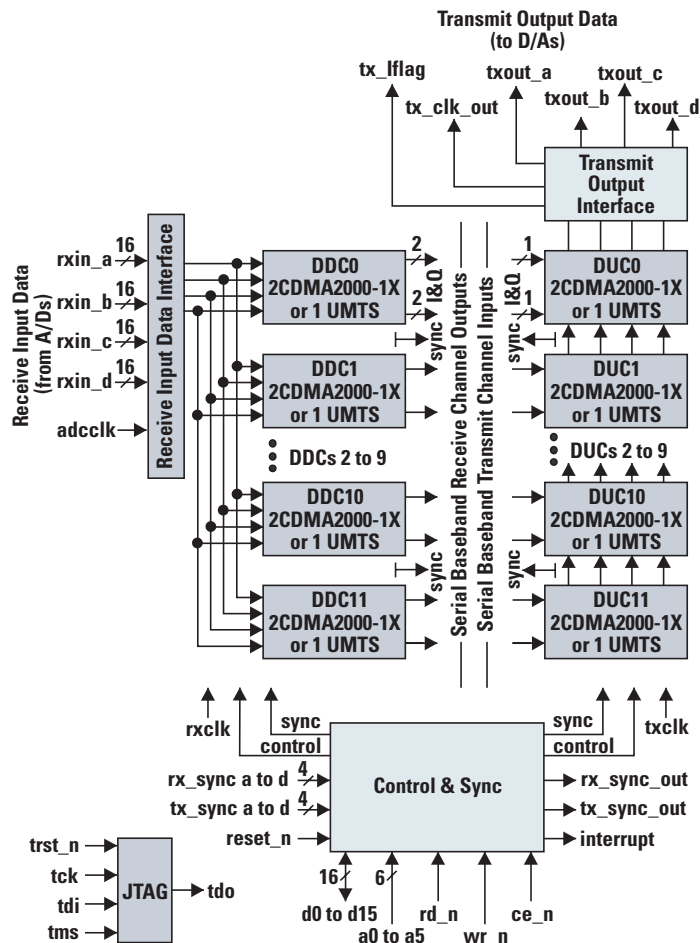 Transmit Output Data
(to D/As)
tx_lflag
txout_a
txout_c
tx_clk_out
txout_b
txout_d
Transmit
Output
Interface
Receive Input Data
(from A/Ds)
rxin_a
16
rxin_b
16
rxin_c
16
rxin_d
16
adcclk
Receive Input Data Interface
DDC0
2CDMA2000-1X
or 1 UMTS
2
2
I&Q
sync
DDC1
2CDMA2000-1X
or 1 UMTS
DDCs 2 to 9
DDC10
2CDMA2000-1X
or 1 UMTS
sync
DDC11
2CDMA2000-1X
or 1 UMTS
Serial Baseband Receive Channel Outputs
Serial Baseband Transmit Channel Inputs
1
1
I&Q
sync
DUC0
2CDMA2000-1X
or 1 UMTS
DUC1
2CDMA2000-1X
or 1 UMTS
DUCs 2 to 9
DUC10
2CDMA2000-1X
or 1 UMTS
sync
DUC11
2CDMA2000-1X
or 1 UMTS
rxclk
sync
control
sync
control
txclk
rx_sync a to d
4
tx_sync a to d
4
reset_n
Control & Sync
rx_sync_out
tx_sync_out
interrupt
16
d0 to d15
6
a0 to a5
rd_n
wr_n
ce_n
trst_n
tck
tdi
tms
JTAG
tdo